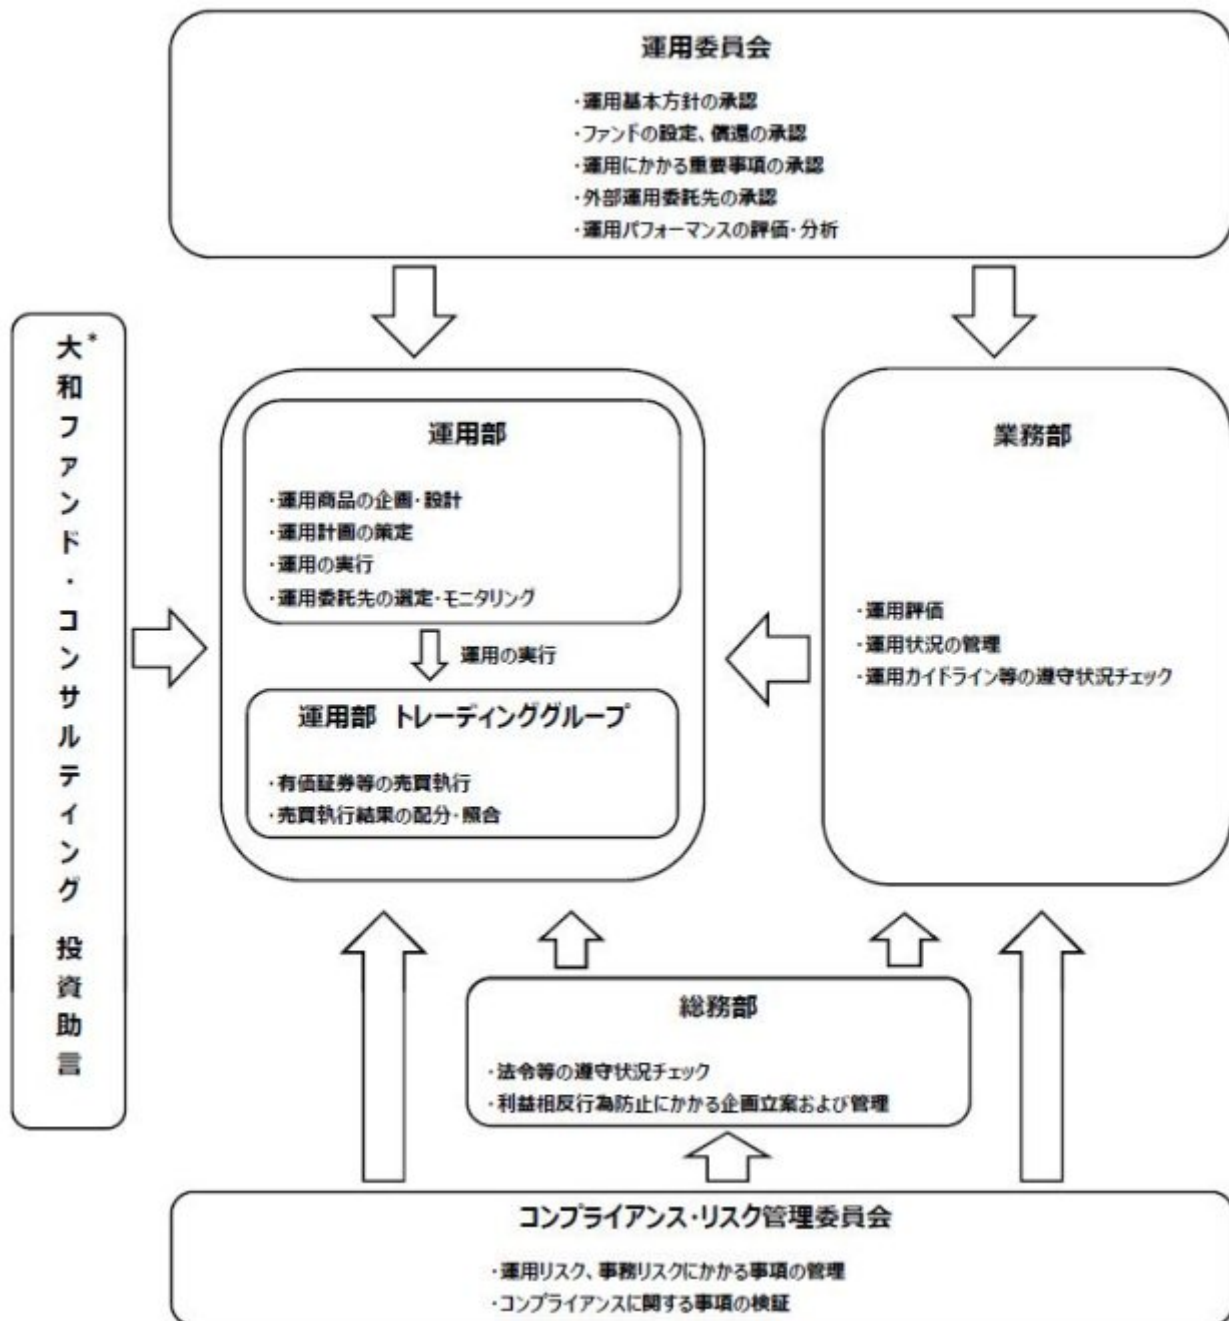 運用委員会
・運用基本方針の承認
・ファンドの設定、償還の承認
・運用にかかる重要事項の承認
・外部運用委託先の承認
・運用パフォーマンスの評価・分析
大和ファンド・コンサルティング 投資助言
*
運用部
・運用商品の企画・設計
・運用計画の策定
・運用の実行
・運用委託先の選定・モニタリング
運用の実行
運用部 トレーディンググループ
・有価証券等の売買執行
・売買執行結果の配分・照合
業務部
・運用評価
・運用状況の管理
・運用ガイドライン等の遵守状況チェック
総務部
・法令等の遵守状況チェック
・利益相反行為防止にかかる企画立案および管理
コンプライアンス・リスク管理委員会
・運用リスク、事務リスクにかかる事項の管理
・コンプライアンスに関する事項の検証